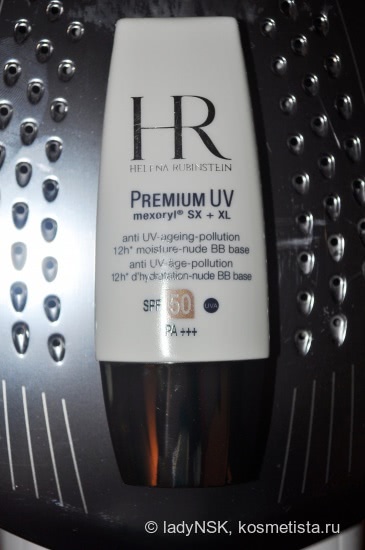 HR
HELENA RUBINSTEIN
PREMIUM UV
mexoryl® SX + XL
anti UV-ageing-pollution
12h* moisture-nude BB base
anti UV-âge-pollution
12h* d'hydratation-nude BB base
SPF 50 UVA
PA +++
© ladyNSK, kosmetista.ru